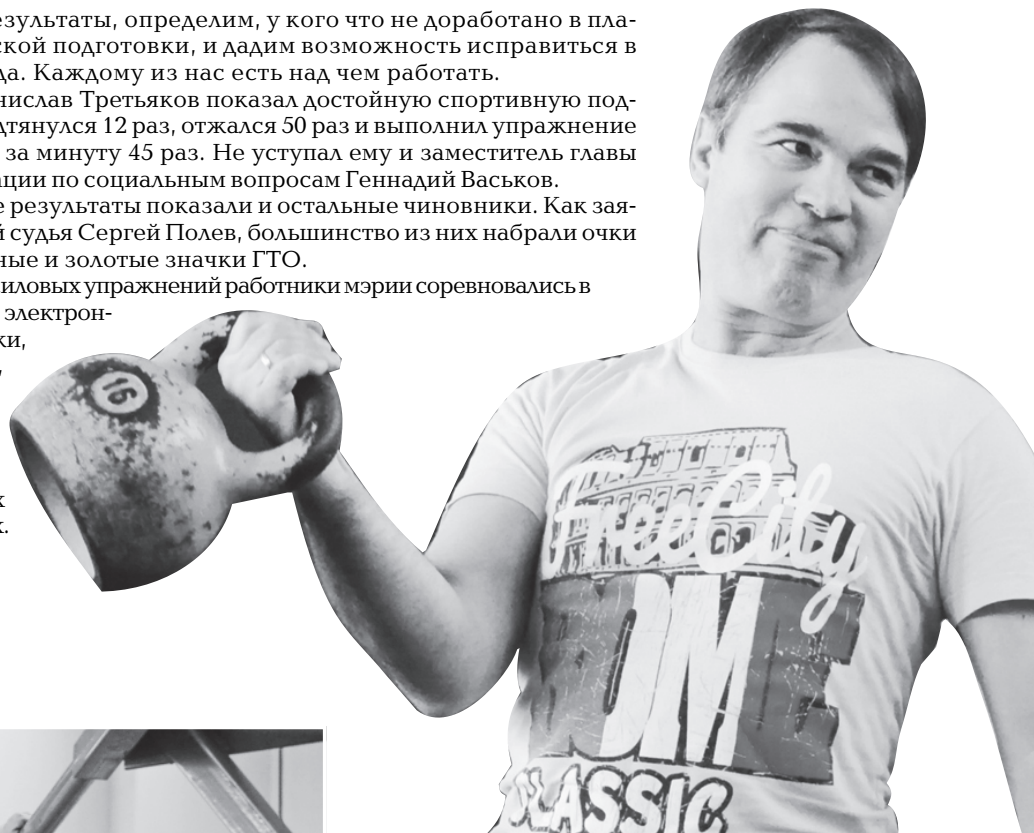 езультаты, определим, у кого что не доработано в пла-
ской подготовки, и дадим возможность исправиться в
да. Каждому из нас есть над чем работать.
нислав Третьяков показал достойную спортивную под-
дтянулся 12 раз, отжался 50 раз и выполнил упражнение
за минуту 45 раз. Не уступал ему и заместитель главы
ации по социальным вопросам Геннадий Васьков.
е результаты показали и остальные чиновники. Как зая-
й судья Сергей Полев, большинство из них набрали очки
ные и золотые значки ГТО.
иловых упражнений работники мэрии соревновались в
электрон-
ки,
х
х.
16
Free City
ROME
CLASSIC